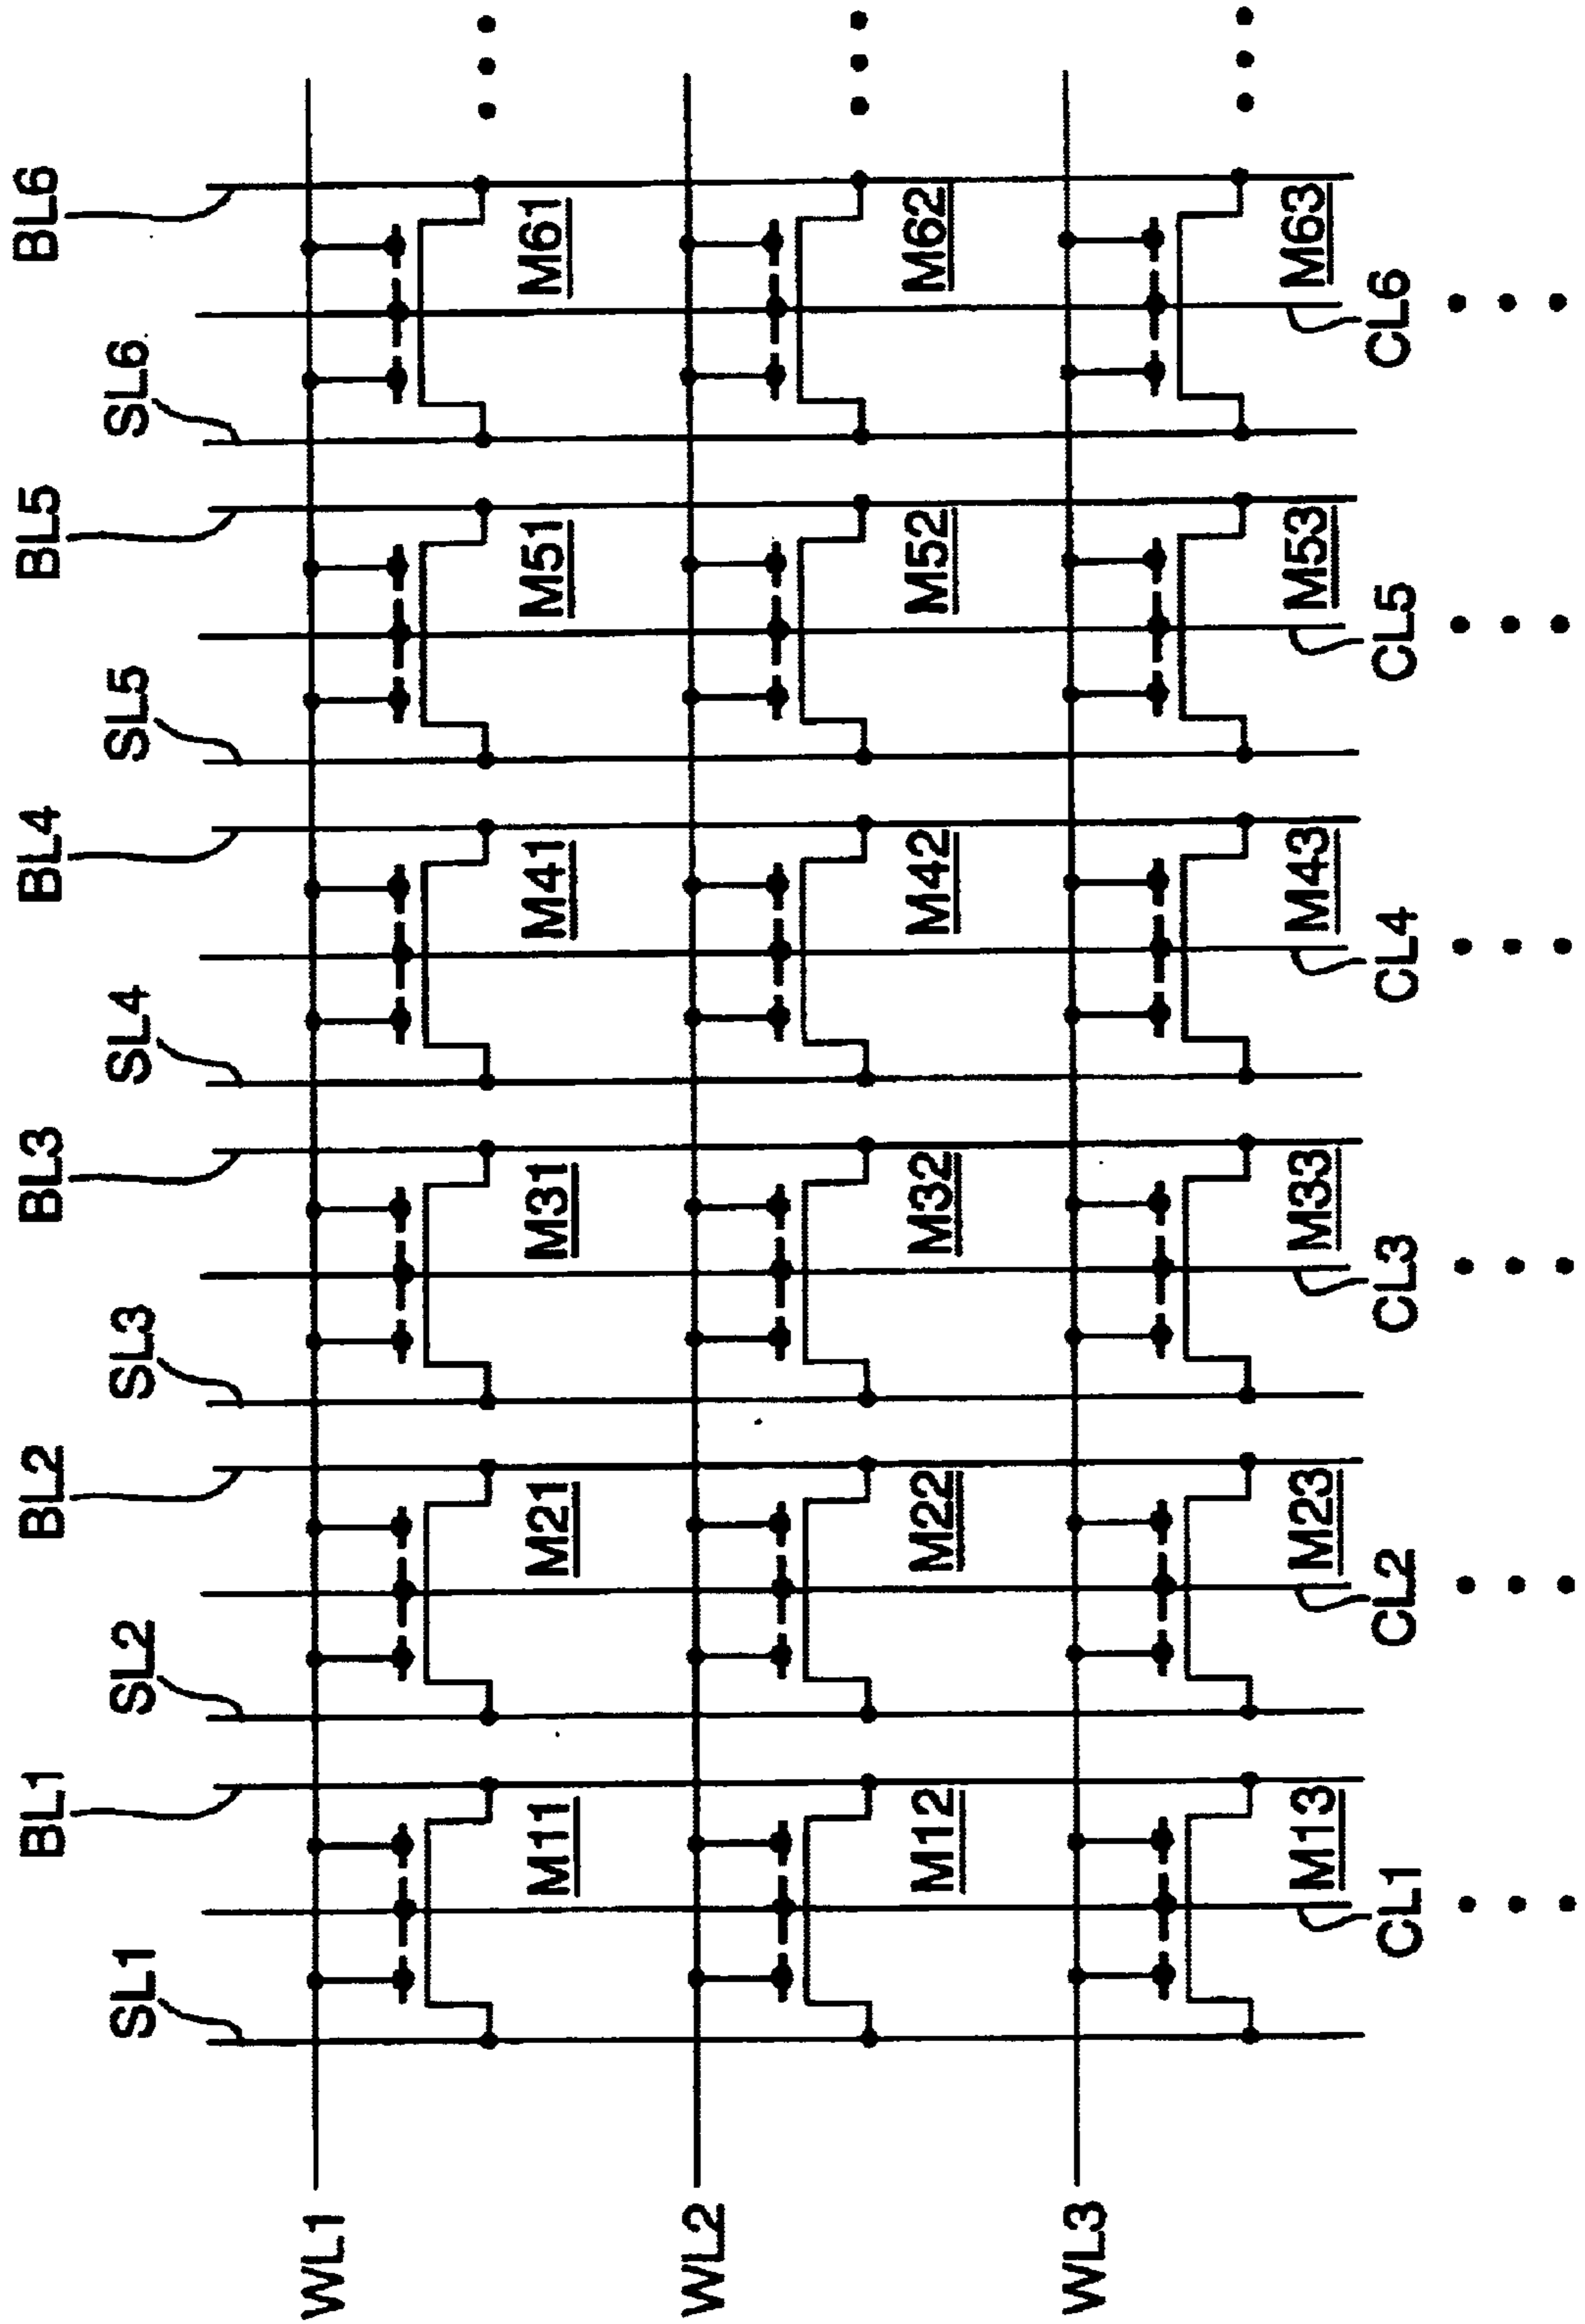 BL1 BL2 BL3 BL4 BL5 BL6
SL1 SL2 SL3 SL4 SL5 SL6
WL1
M11 M21 M31 M41 M51 M61
WL2
M12 M22 M32 M42 M52 M62
WL3
M13 M23 M33 M43 M53 M63
CL1 CL2 CL3 CL4 CL5 CL6